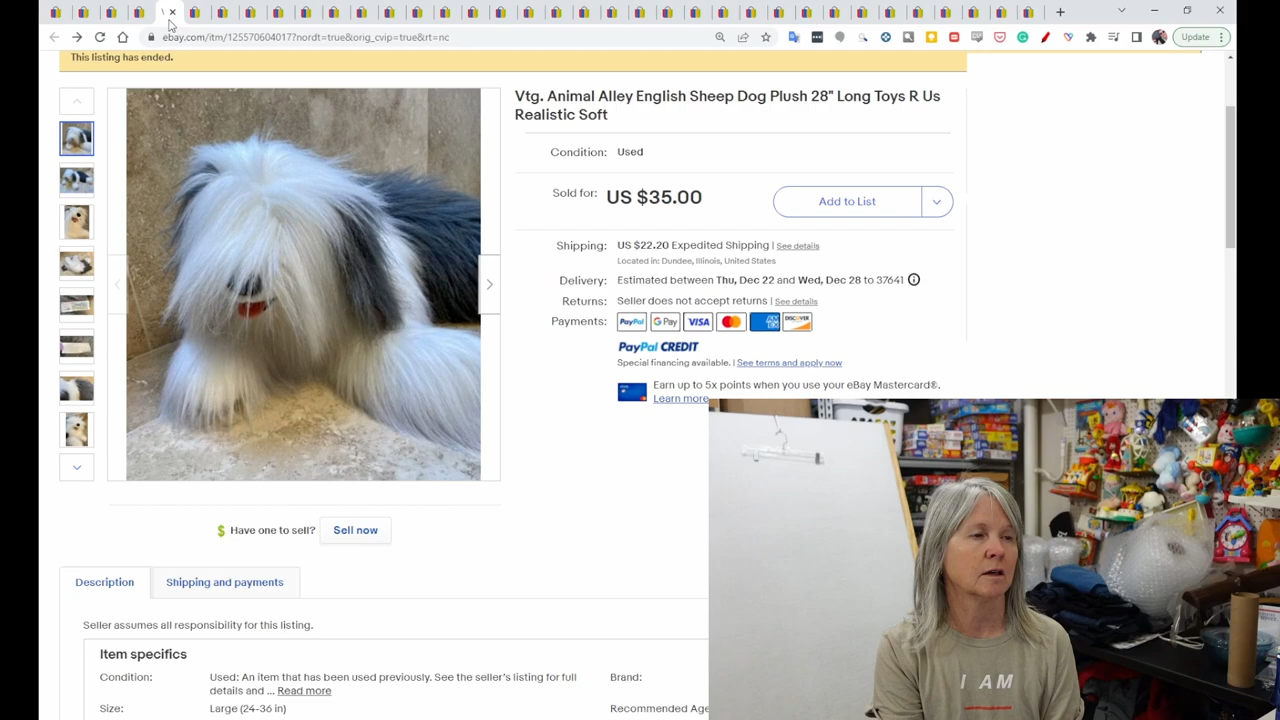 ebay.com/itm/125570604017?nordt=true&orig_cvip=true&rt=nc
Update
This listing has ended.
Vtg. Animal Alley English Sheep Dog Plush 28" Long Toys R Us
Realistic Soft
Condition: Used
Sold for: US $35.00
Add to List
Shipping: US $22.20 Expedited Shipping | See details
Located in: Dundee, Illinois, United States
Delivery: Estimated between Thu, Dec 22 and Wed, Dec 28 to 37641
Returns: Seller does not accept returns | See details
Payments: PayPal G Pay VISA DISCOVER
PayPal CREDIT
Special financing available. | See terms and apply now
Earn up to 5x points when you use your eBay Mastercard®.
Learn more
Have one to sell? Sell now
Description Shipping and payments
Seller assumes all responsibility for this listing.
Item specifics
Condition: Used: An item that has been used previously. See the seller's listing for full
details and ... Read more
Brand:
Size: Large (24-36 in)
Recommended Age
I AM